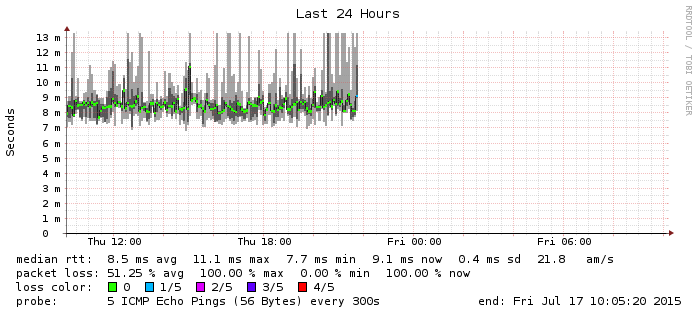 Last 24 Hours
RRDTOOL / TOBI OETIKER
Seconds
13 m
12 m
11 m
10 m
9 m
8 m
7 m
6 m
5 m
4 m
3 m
2 m
1 m
0
Thu 12:00 Thu 18:00 Fri 00:00 Fri 06:00
median rtt: 8.5 ms avg 11.1 ms max 7.7 ms min 9.1 ms now 0.4 ms sd 21.8 am/s
packet loss: 51.25 % avg 100.00 % max 0.00 % min 100.00 % now
loss color: 0 1/5 2/5 3/5 4/5
probe: 5 ICMP Echo Pings (56 Bytes) every 300s end: Fri Jul 17 10:05:20 2015